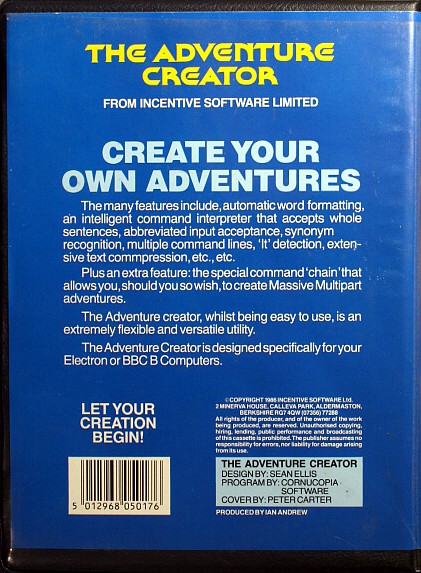 THE ADVENTURE
CREATOR
FROM INCENTIVE SOFTWARE LIMITED
CREATE YOUR
OWN ADVENTURES
The many features include, automatic word formatting,
an intelligent command interpreter that accepts whole
sentences, abbreviated input acceptance, synonym
recognition, multiple command lines, 'It' detection, exten-
sive text commpression, etc., etc.
Plus an extra feature: the special command 'chain' that
allows you, should you so wish, to create Massive Multipart
adventures.
The Adventure creator, whilst being easy to use, is an
extremely flexible and versatile utility.
The Adventure Creator is designed specifically for your
Electron or BBC B Computers.
LET YOUR
CREATION
BEGIN!
5 012968 050176
© COPYRIGHT 1986 INCENTIVE SOFTWARE Ltd.
2 MINERVA HOUSE, CALLEVA PARK, ALDERMASTON,
BERKSHIRE RG7 4QW (07356) 77288
All rights of the producer, and of the owner of the work
being produced, are reserved. Unauthorised copying,
hiring, lending, public performance and broadcasting
of this cassette is prohibited. The publisher assumes no
responsibility for errors, nor liability for damage arising
from its use.
THE ADVENTURE CREATOR
DESIGN BY: SEAN ELLIS
PROGRAM BY: CORNUCOPIA
SOFTWARE
COVER BY: PETER CARTER
PRODUCED BY IAN ANDREW